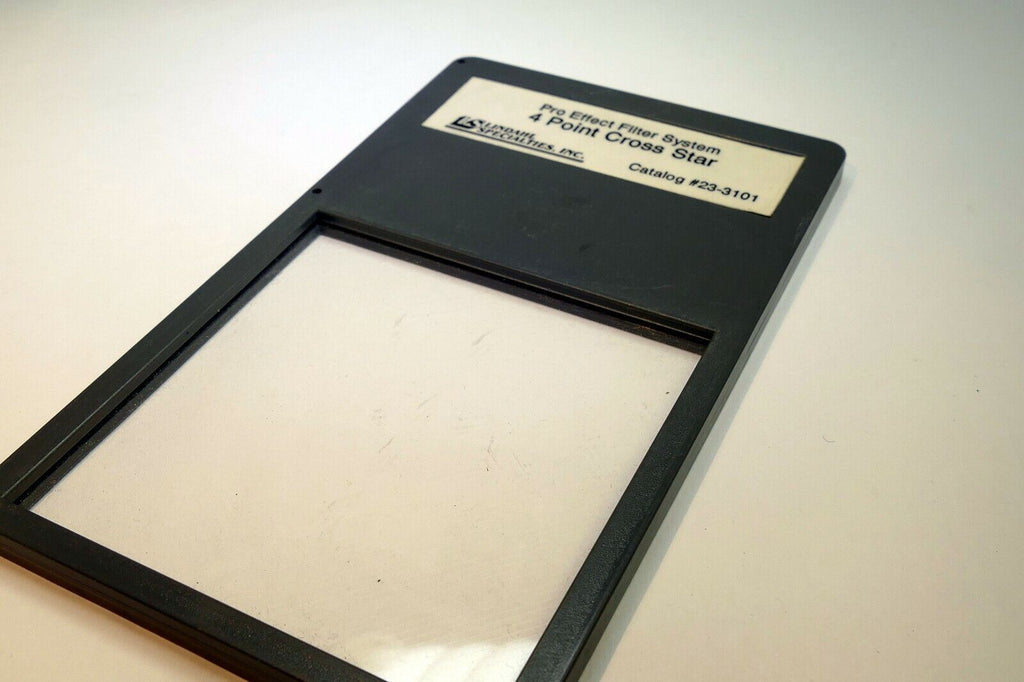 Pro Effect Filter System
4 Point Cross Star
LS LINDAHL
SPECIALTIES, INC.
Catalog #23-3101